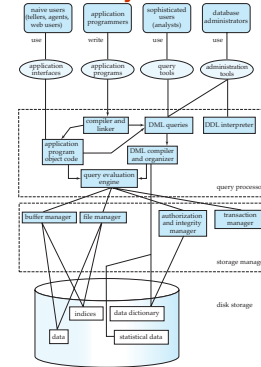 naive users
(tellers, agents,
web users)
application
programmers
sophisticated
users
(analysts)
database
administrators
use
write
use
use
application
interfaces
application
programs
query
tools
administration
tools
compiler and
linker
DML queries
DDL interpreter
application
program
object code
DML compiler
and organizer
query evaluation
engine
query processo
buffer manager
file manager
authorization
and integrity
manager
transaction
manager
storage manag
disk storage
indices
data dictionary
data
statistical data